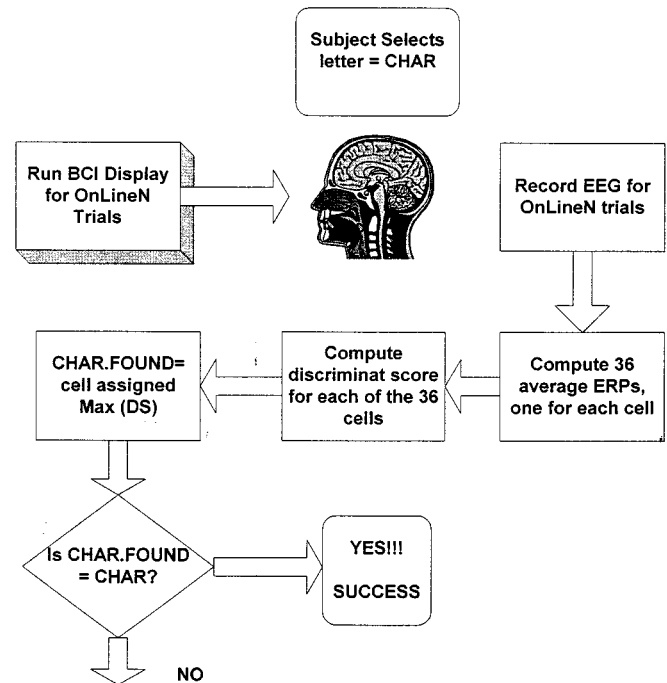 Subject Selects
letter = CHAR
Run BCI Display
for OnLineN
Trials
Record EEG for
OnLineN trials
CHAR.FOUND=
cell assigned
Max (DS)
Compute
discriminat score
for each of the 36
cells
Compute 36
average ERPs,
one for each cell
Is CHAR.FOUND
= CHAR?
YES!!!
SUCCESS
NO